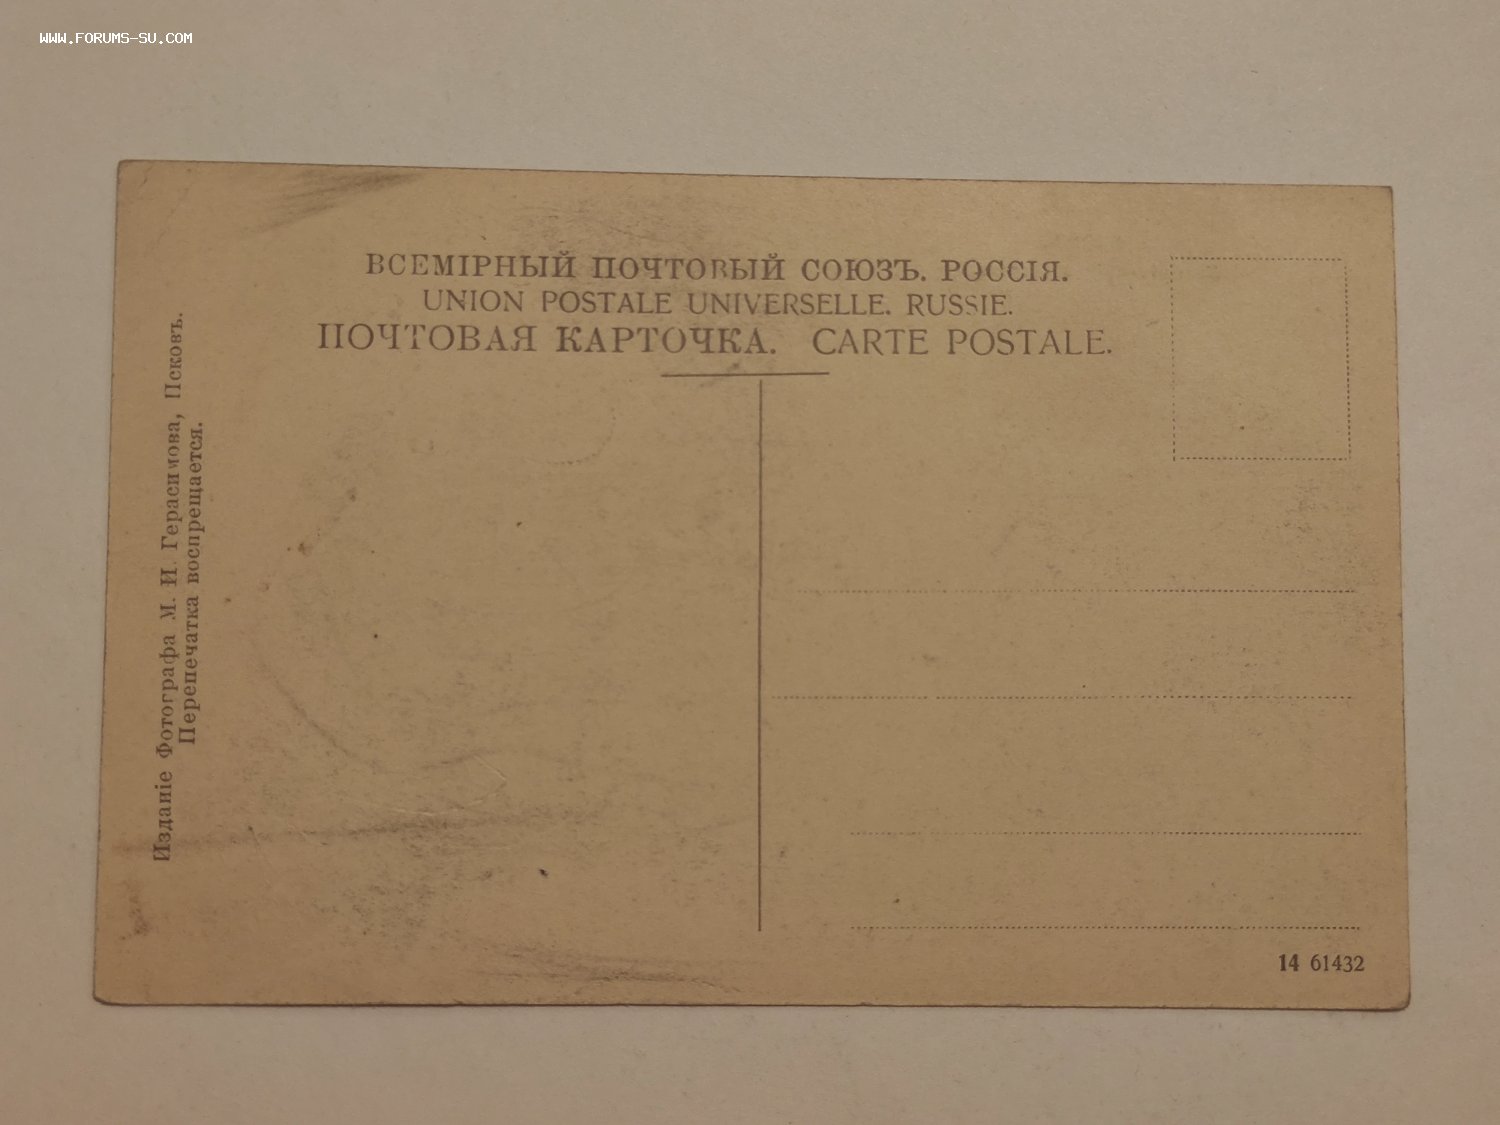 WWW.FORUMS-SU.COM
ВСЕМІРНЫЙ ПОЧТОВЫЙ СОЮЗЪ. РОССІЯ.
UNION POSTALE UNIVERSELLE. RUSSIE.
ПОЧТОВАЯ КАРТОЧКА. CARTE POSTALE.
Изданіе Фотографа М. И. Герасимова, Псковъ.
Перепечатка воспрещается.
14 61432